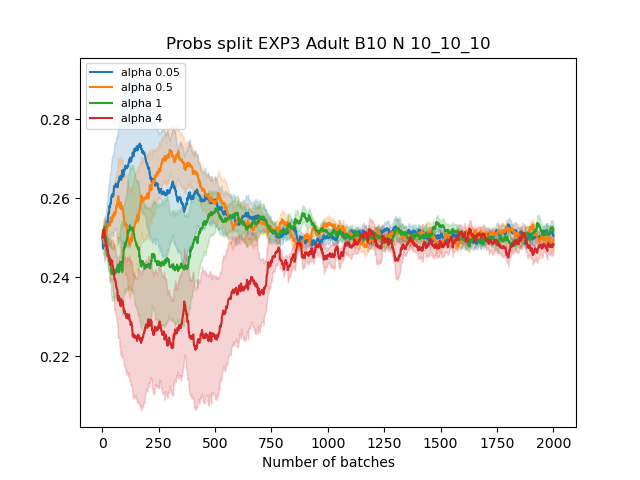 Probs split EXP3 Adult B10 N 10_10_10
alpha 0.05
alpha 0.5
alpha 1
alpha 4
0.28
0.26
0.24
0.22
0 250 500 750 1000 1250 1500 1750 2000
Number of batches